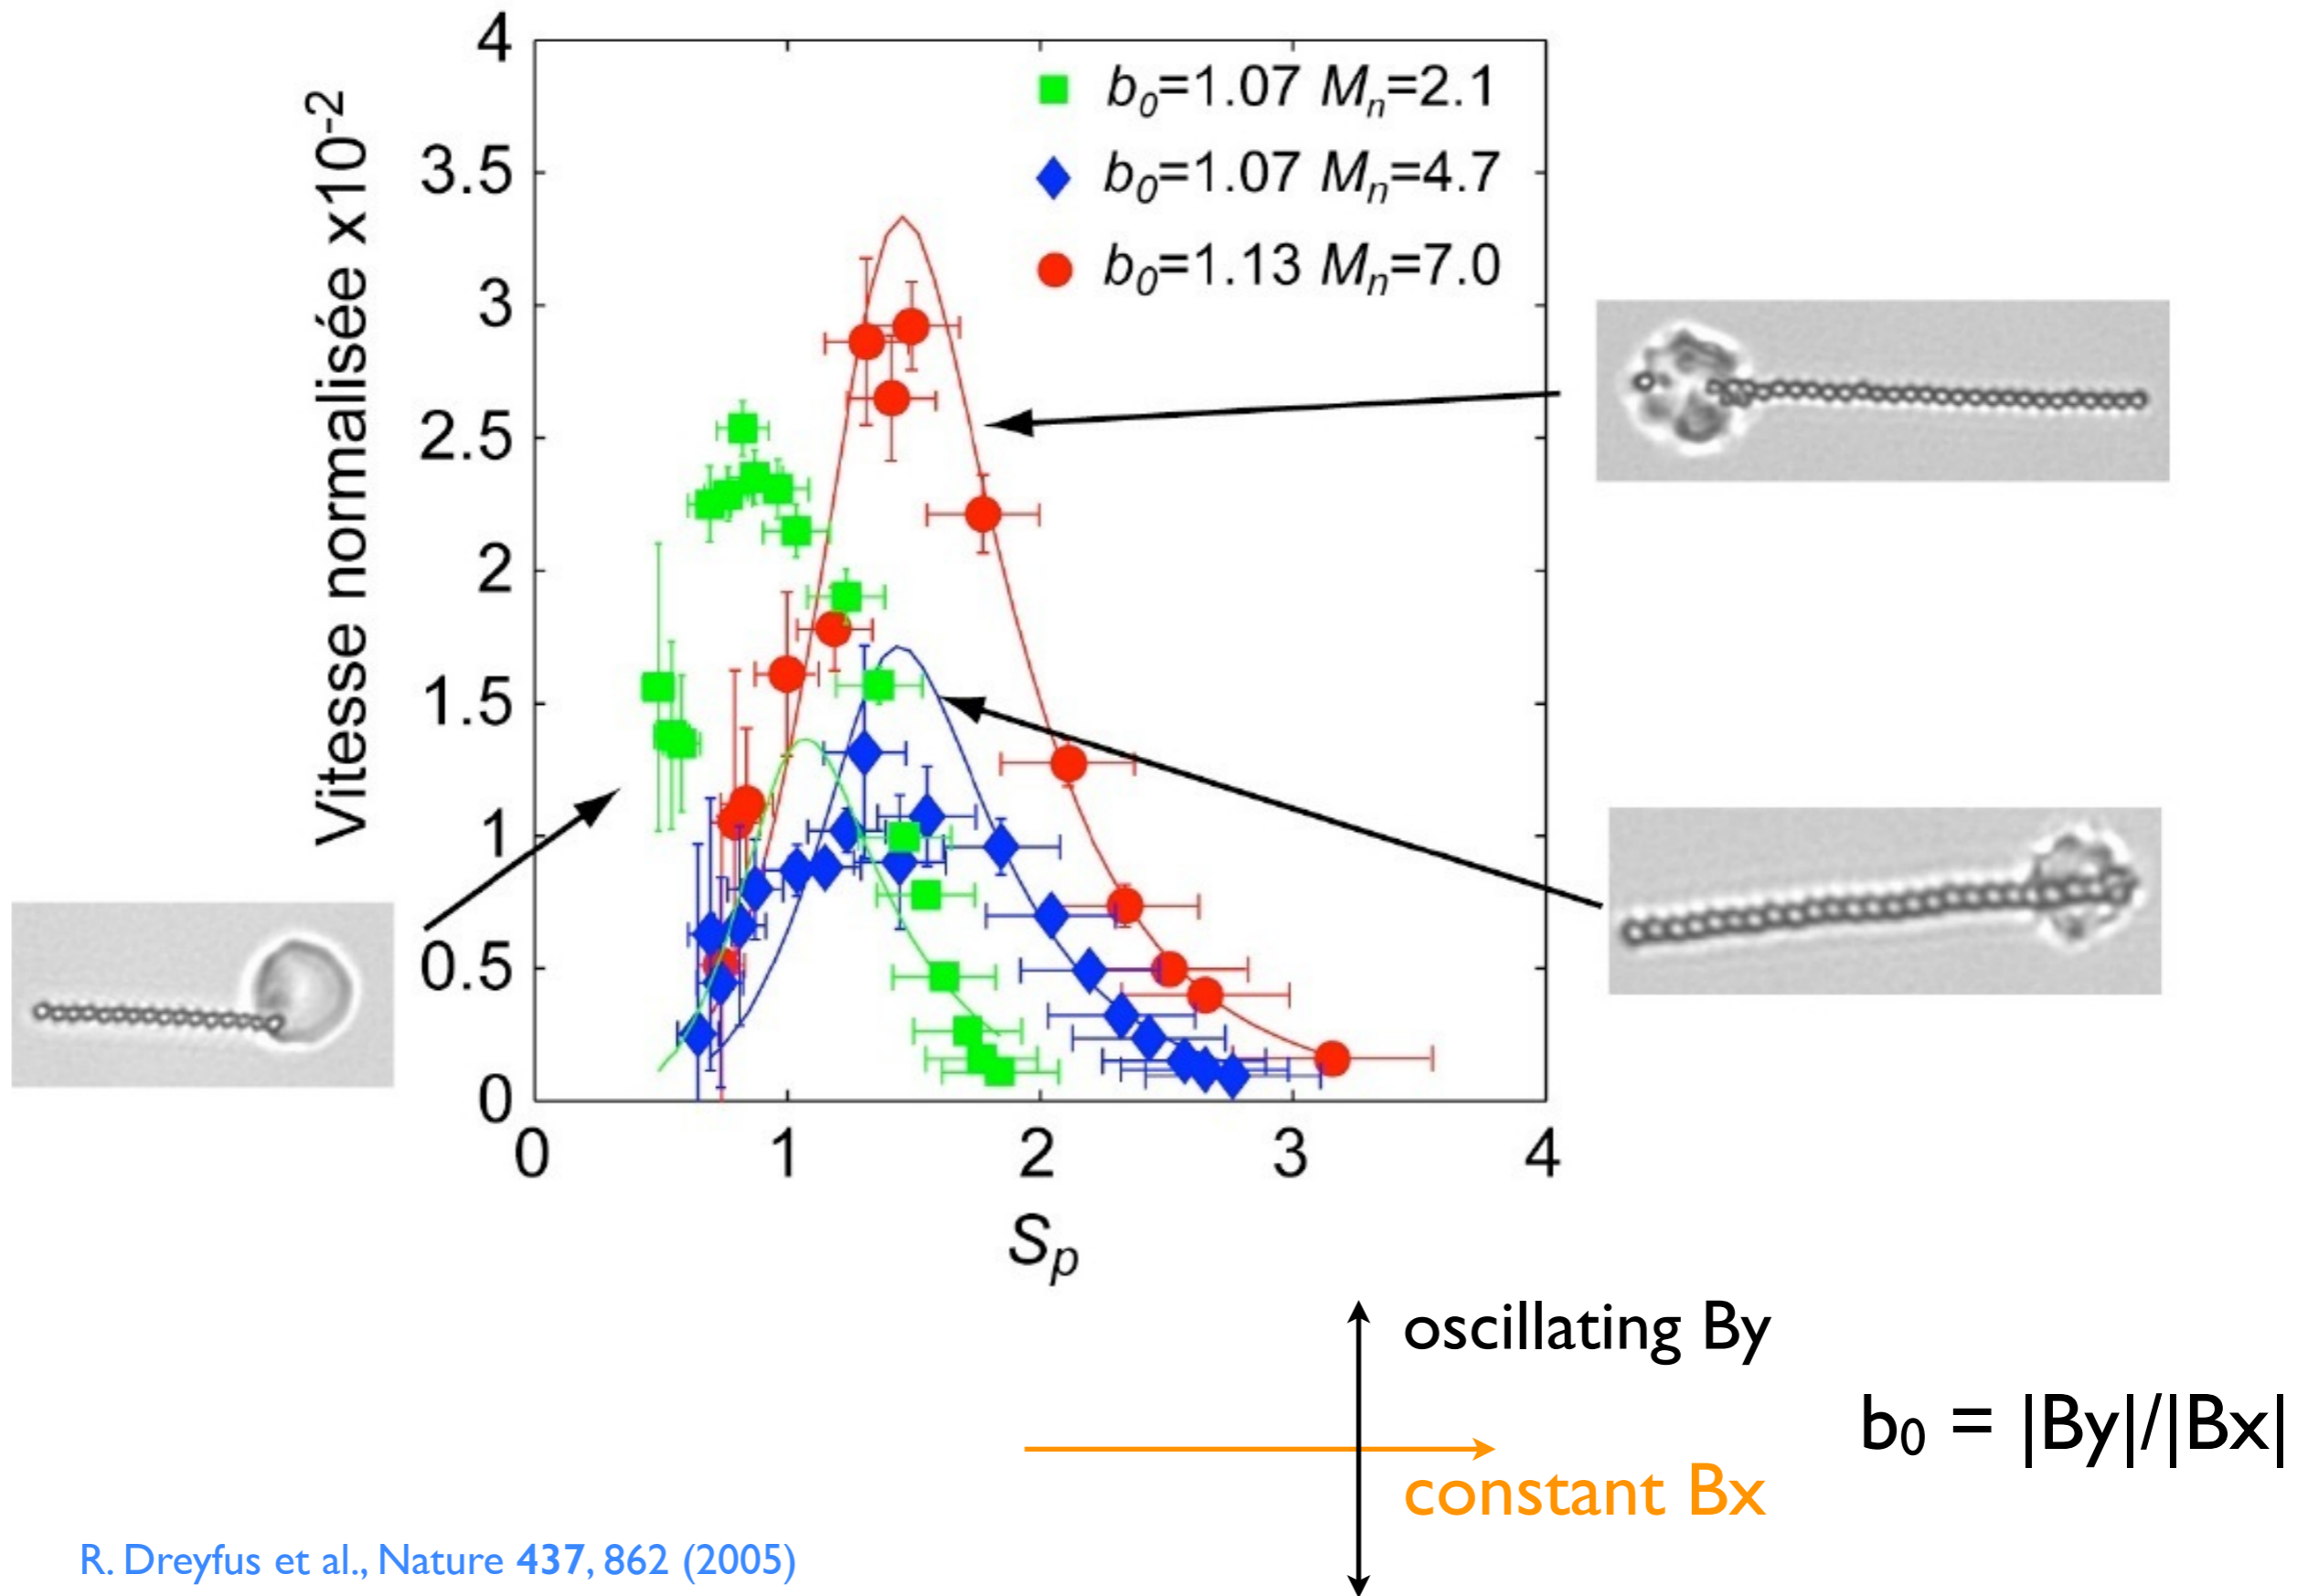 Vitesse normalisée x10⁻²
4
3.5
3
2.5
2
1.5
1
0.5
0
0 1 2 3 4
Sₚ
b₀=1.07 Mₙ=2.1
b₀=1.07 Mₙ=4.7
b₀=1.13 Mₙ=7.0
oscillating By
constant Bx
b₀ = |By|/|Bx|
R. Dreyfus et al., Nature 437, 862 (2005)